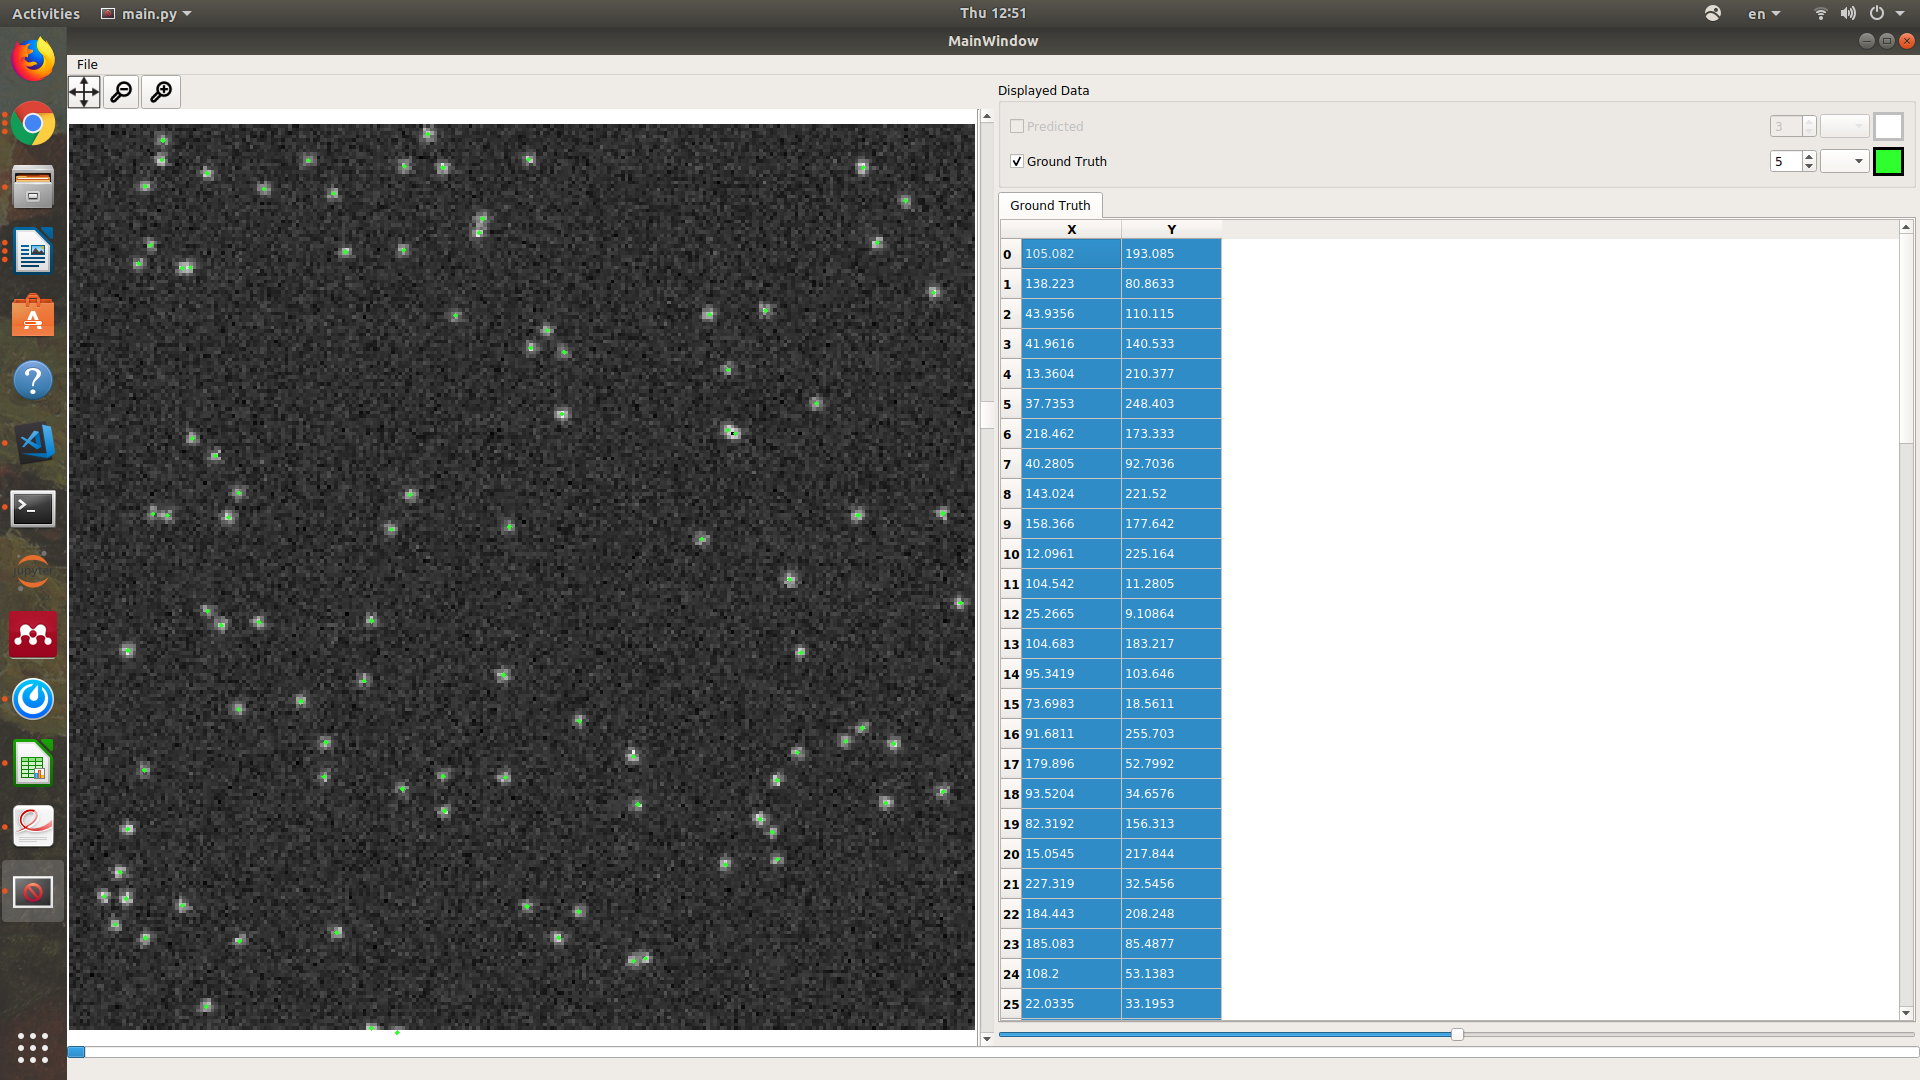 Activities main.py Thu 12:51 en
MainWindow
File
Displayed Data
Predicted 3
Ground Truth 5
Ground Truth
X Y
0 105.082 193.085
1 138.223 80.8633
2 43.9356 110.115
3 41.9616 140.533
4 13.3604 210.377
5 37.7353 248.403
6 218.462 173.333
7 40.2805 92.7036
8 143.024 221.52
9 158.366 177.642
10 12.0961 225.164
11 104.542 11.2805
12 25.2665 9.10864
13 104.683 183.217
14 95.3419 103.646
15 73.6983 18.5611
16 91.6811 255.703
17 179.896 52.7992
18 93.5204 34.6576
19 82.3192 156.313
20 15.0545 217.844
21 227.319 32.5456
22 184.443 208.248
23 185.083 85.4877
24 108.2 53.1383
25 22.0335 33.1953
jupyter